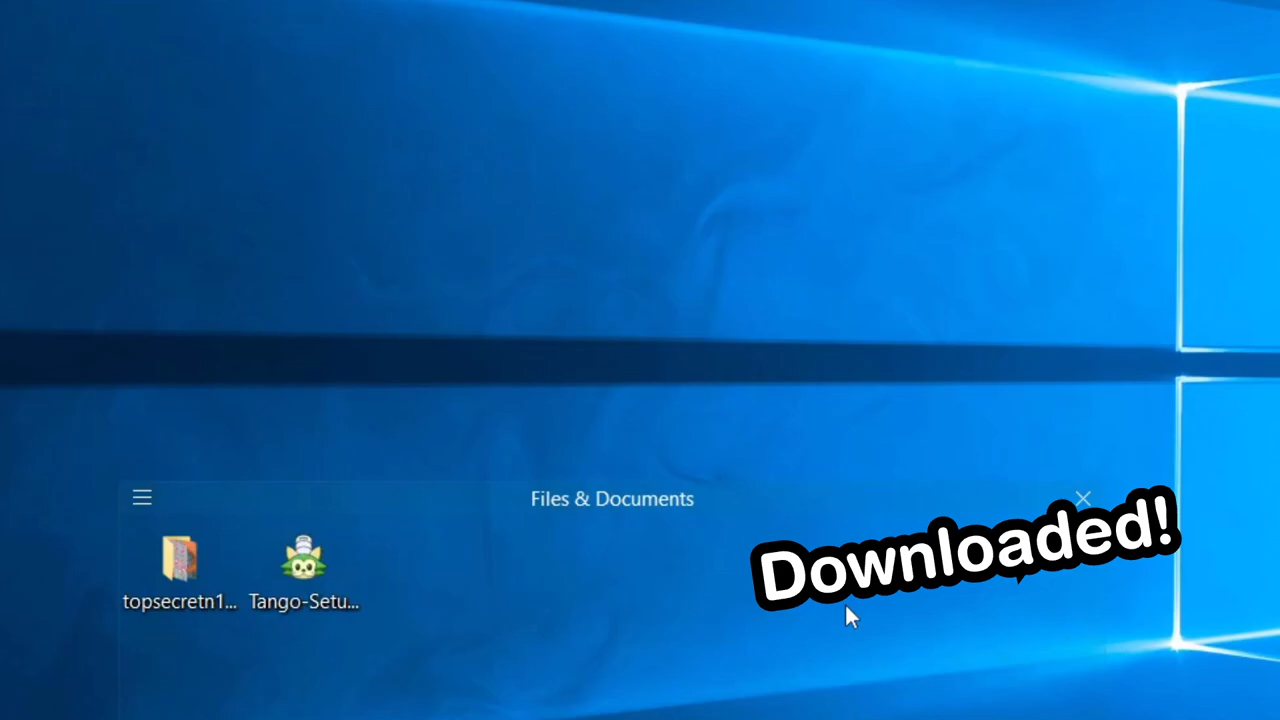 Files & Documents
Downloaded!
topsecretn1...
Tango-Setu...